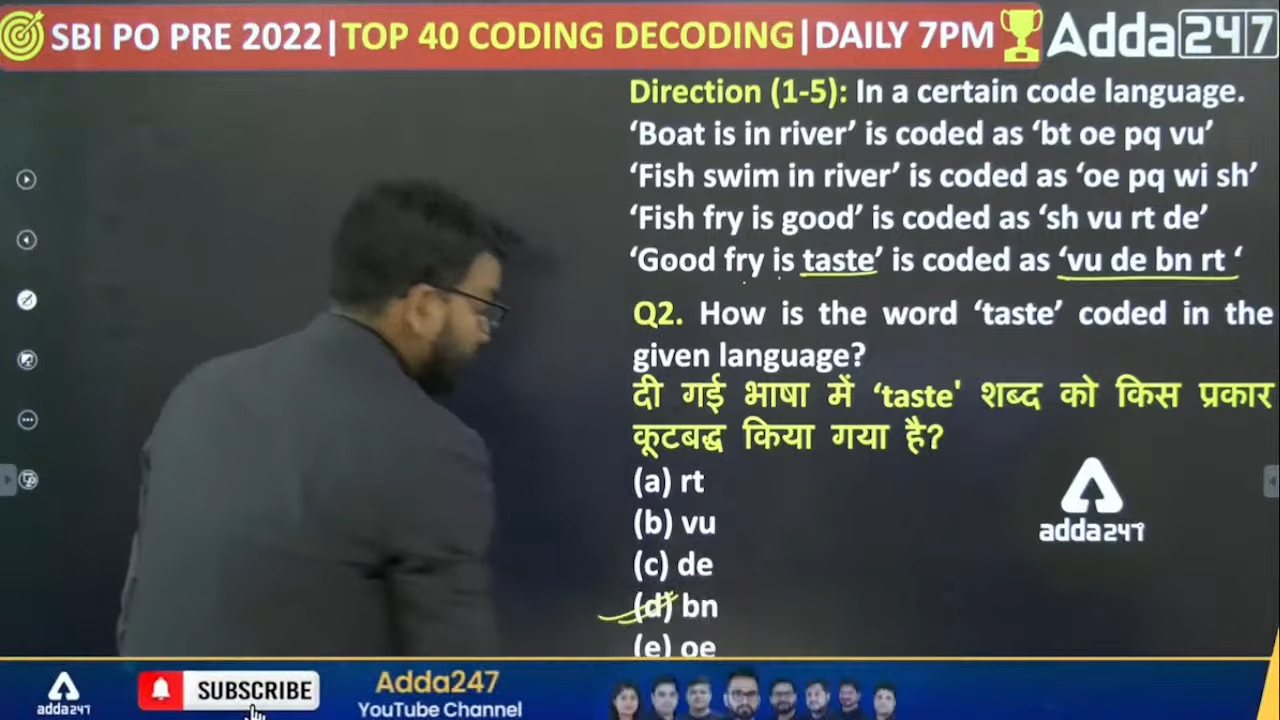 SBI PO PRE 2022|TOP 40 CODING DECODING|DAILY 7PM
Adda247
Direction (1-5): In a certain code language.
‘Boat is in river’ is coded as ‘bt oe pq vu’
‘Fish swim in river’ is coded as ‘oe pq wi sh’
‘Fish fry is good’ is coded as ‘sh vu rt de’
‘Good fry is taste’ is coded as ‘vu de bn rt ‘
Q2. How is the word ‘taste’ coded in the
given language?
दी गई भाषा में ‘taste' शब्द को किस प्रकार
कूटबद्ध किया गया है?
(a) rt
(b) vu
(c) de
(d) bn
(e) oe
adda247
adda247
SUBSCRIBE
Adda247
YouTube Channel